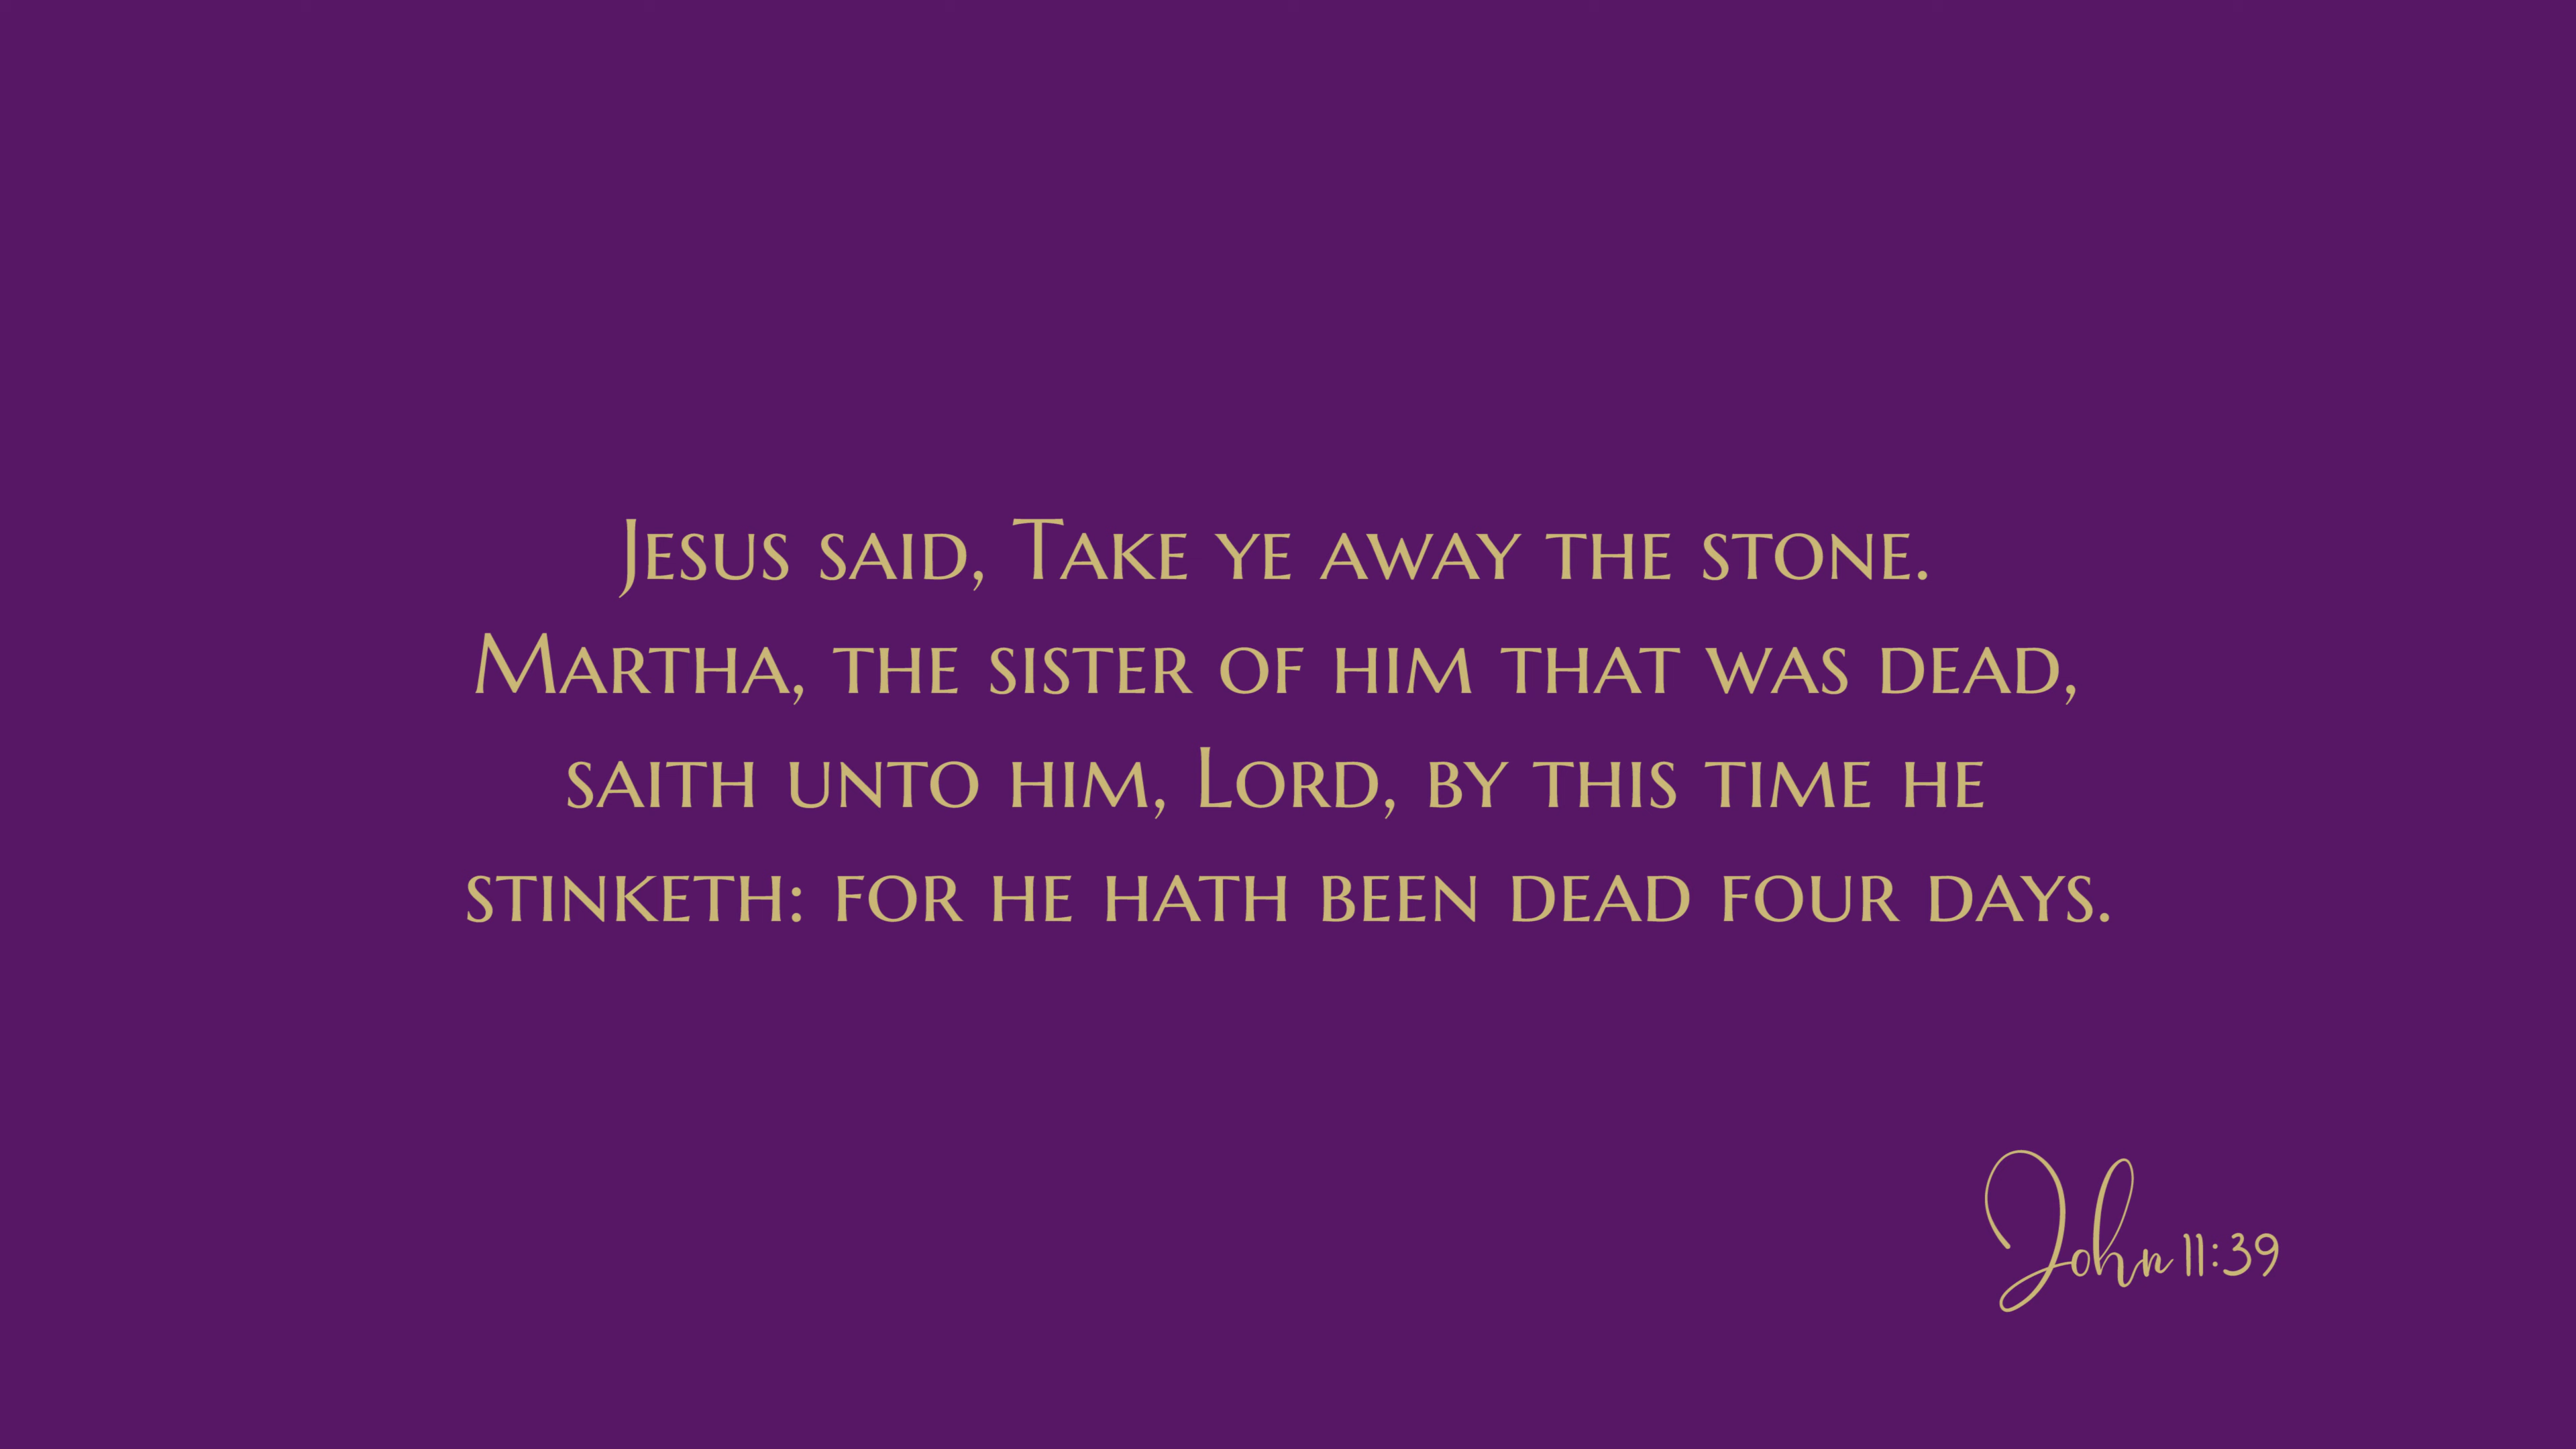 Jesus said, Take ye away the stone.
Martha, the sister of him that was dead,
saith unto him, Lord, by this time he
stinketh: for he hath been dead four days.
John 11:39